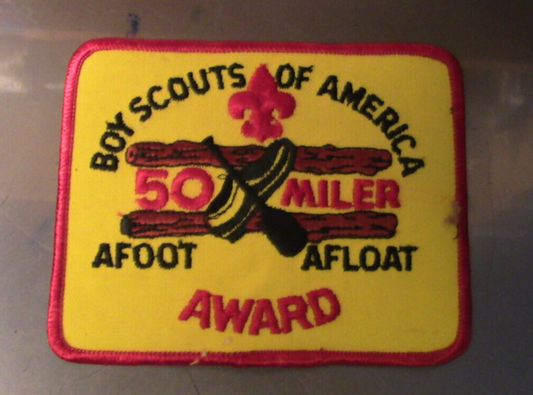 BOY SCOUTS OF AMERICA
50 MILER
AFOOT AFLOAT
AWARD